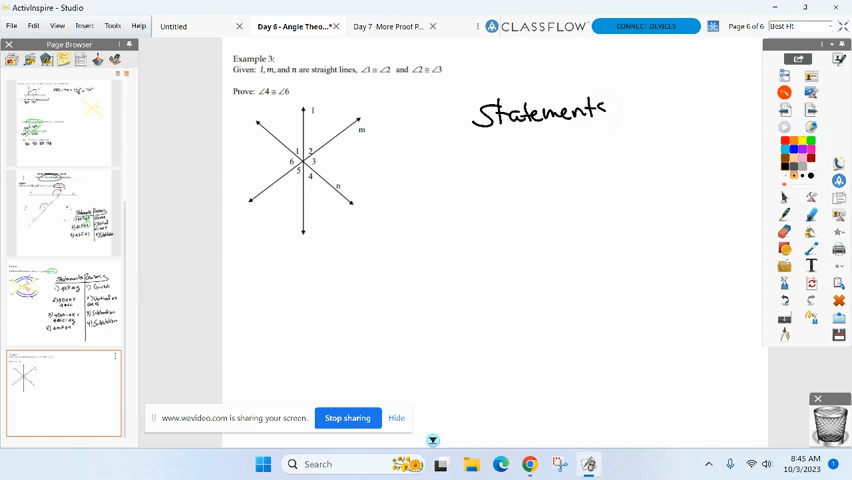 ActivInspire - Studio
File Edit Insert Tools Help
Untitled
Day 6 - Angle Theo...*
Day 7 -More Proof P...
CLASSFLOW
CONNECT DEVICES
Page 6 of 6
Best Fit
Page Browser
Example 3:
Given: l, m, and n are straight lines, ∠1 ≅ ∠2 and ∠2 ≅ ∠3
Prove: ∠4 ≅ ∠6
Statements
l
m
1 2
6 3
5 4
n
www.wevideo.com is sharing your screen.
Stop sharing
Hide
Search
8:45 AM
10/3/2023